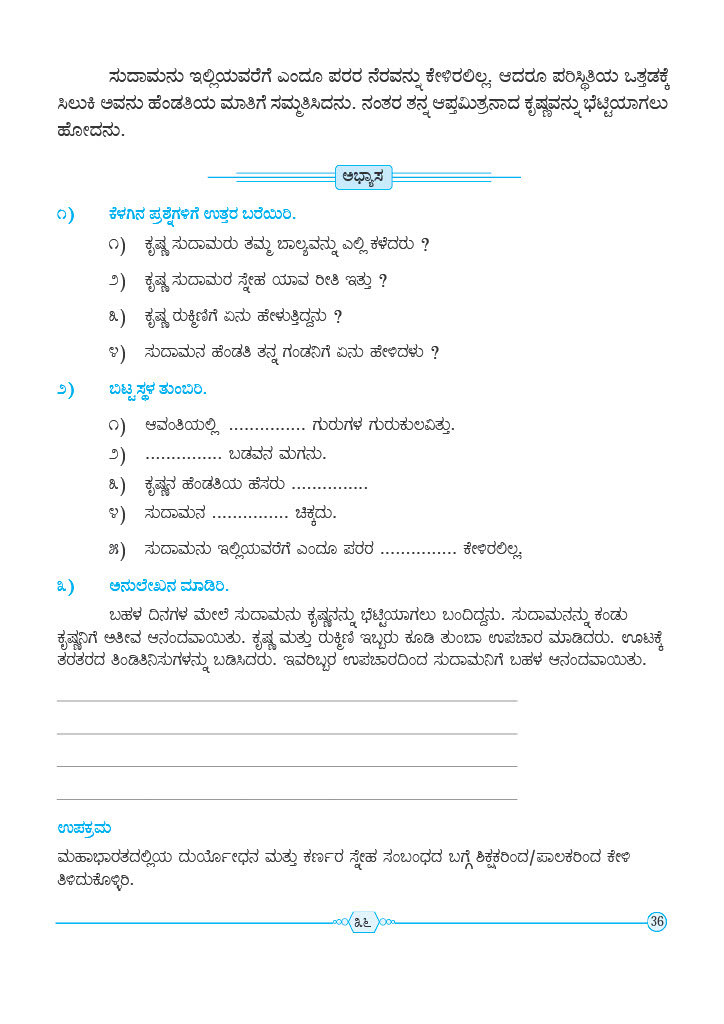 ಸುದಾಮನು ಇಲ್ಲಿಯವರೆಗೆ ಎಂದೂ ಪರರ ನೆರವನ್ನು ಕೇಳಿರಲಿಲ್ಲ. ಆದರೂ ಪರಿಸ್ಥಿತಿಯ ಒತ್ತಡಕ್ಕೆ
ಸಿಲುಕಿ ಅವನು ಹೆಂಡತಿಯ ಮಾತಿಗೆ ಸಮ್ಮತಿಸಿದನು. ನಂತರ ತನ್ನ ಆಪ್ತಮಿತ್ರನಾದ ಕೃಷ್ಣವನ್ನು ಭೆಟ್ಟಿಯಾಗಲು
ಹೋದನು.
ಅಭ್ಯಾಸ
೧) ಕೆಳಗಿನ ಪ್ರಶ್ನೆಗಳಿಗೆ ಉತ್ತರ ಬರೆಯಿರಿ.
೧) ಕೃಷ್ಣ ಸುದಾಮರು ತಮ್ಮ ಬಾಲ್ಯವನ್ನು ಎಲ್ಲಿ ಕಳೆದರು ?
೨) ಕೃಷ್ಣ ಸುದಾಮರ ಸ್ನೇಹ ಯಾವ ರೀತಿ ಇತ್ತು ?
೩) ಕೃಷ್ಣ ರುಕ್ಮಿಣಿಗೆ ಏನು ಹೇಳುತ್ತಿದ್ದನು ?
೪) ಸುದಾಮನ ಹೆಂಡತಿ ತನ್ನ ಗಂಡನಿಗೆ ಏನು ಹೇಳಿದಳು ?
೨) ಬಿಟ್ಟ ಸ್ಥಳ ತುಂಬಿರಿ.
೧) ಆವಂತಿಯಲ್ಲಿ ............... ಗುರುಗಳ ಗುರುಕುಲವಿತ್ತು.
೨) ............... ಬಡವನ ಮಗನು.
೩) ಕೃಷ್ಣನ ಹೆಂಡತಿಯ ಹೆಸರು ...............
೪) ಸುದಾಮನ ............... ಚಿಕ್ಕದು.
೫) ಸುದಾಮನು ಇಲ್ಲಿಯವರೆಗೆ ಎಂದೂ ಪರರ ............... ಕೇಳಿರಲಿಲ್ಲ.
೩) ಅನುಲೇಖನ ಮಾಡಿರಿ.
ಬಹಳ ದಿನಗಳ ಮೇಲೆ ಸುದಾಮನು ಕೃಷ್ಣನನ್ನು ಭೆಟ್ಟಿಯಾಗಲು ಬಂದಿದ್ದನು. ಸುದಾಮನನ್ನು ಕಂಡು
ಕೃಷ್ಣನಿಗೆ ಅತೀವ ಆನಂದವಾಯಿತು. ಕೃಷ್ಣ ಮತ್ತು ರುಕ್ಮಿಣಿ ಇಬ್ಬರು ಕೂಡಿ ತುಂಬಾ ಉಪಚಾರ ಮಾಡಿದರು. ಊಟಕ್ಕೆ
ತರತರದ ತಿಂಡಿತಿನಿಸುಗಳನ್ನು ಬಡಿಸಿದರು. ಇವರಿಬ್ಬರ ಉಪಚಾರದಿಂದ ಸುದಾಮನಿಗೆ ಬಹಳ ಆನಂದವಾಯಿತು.
ಉಪಕ್ರಮ
ಮಹಾಭಾರತದಲ್ಲಿಯ ದುರ್ಯೋಧನ ಮತ್ತು ಕರ್ಣರ ಸ್ನೇಹ ಸಂಬಂಧದ ಬಗ್ಗೆ ಶಿಕ್ಷಕರಿಂದ/ಪಾಲಕರಿಂದ ಕೇಳಿ
ತಿಳಿದುಕೊಳ್ಳಿರಿ.
೩೬
36